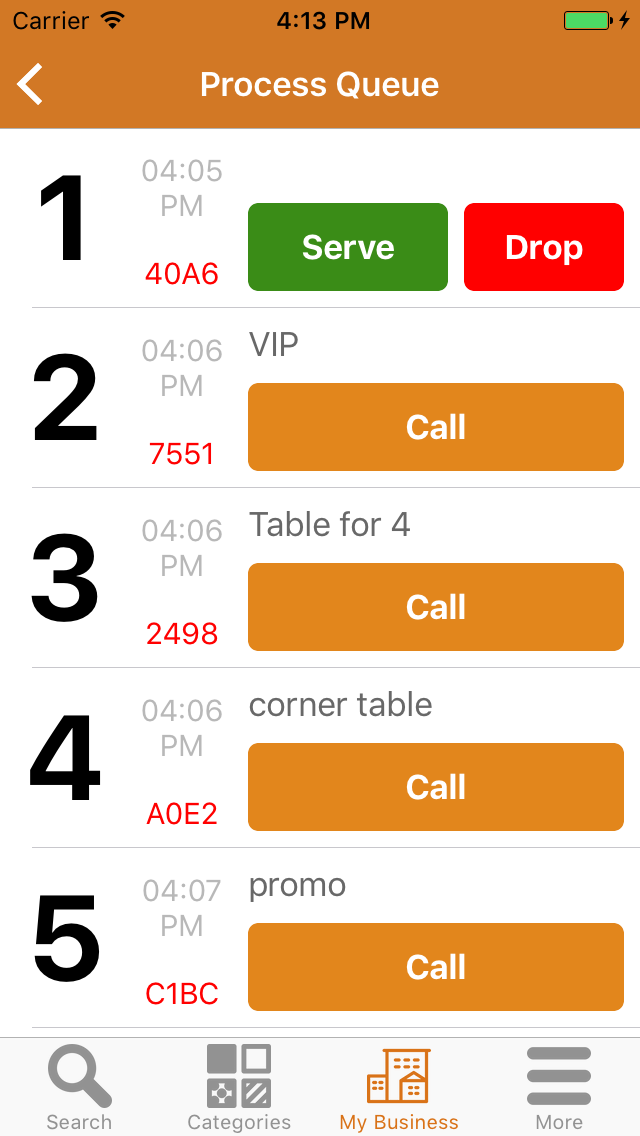 Carrier 4:13 PM
Process Queue
1
04:05
PM
40A6
Serve Drop
2
04:06
PM
7551
VIP
Call
3
04:06
PM
2498
Table for 4
Call
4
04:06
PM
A0E2
corner table
Call
5
04:07
PM
C1BC
promo
Call
Search Categories My Business More